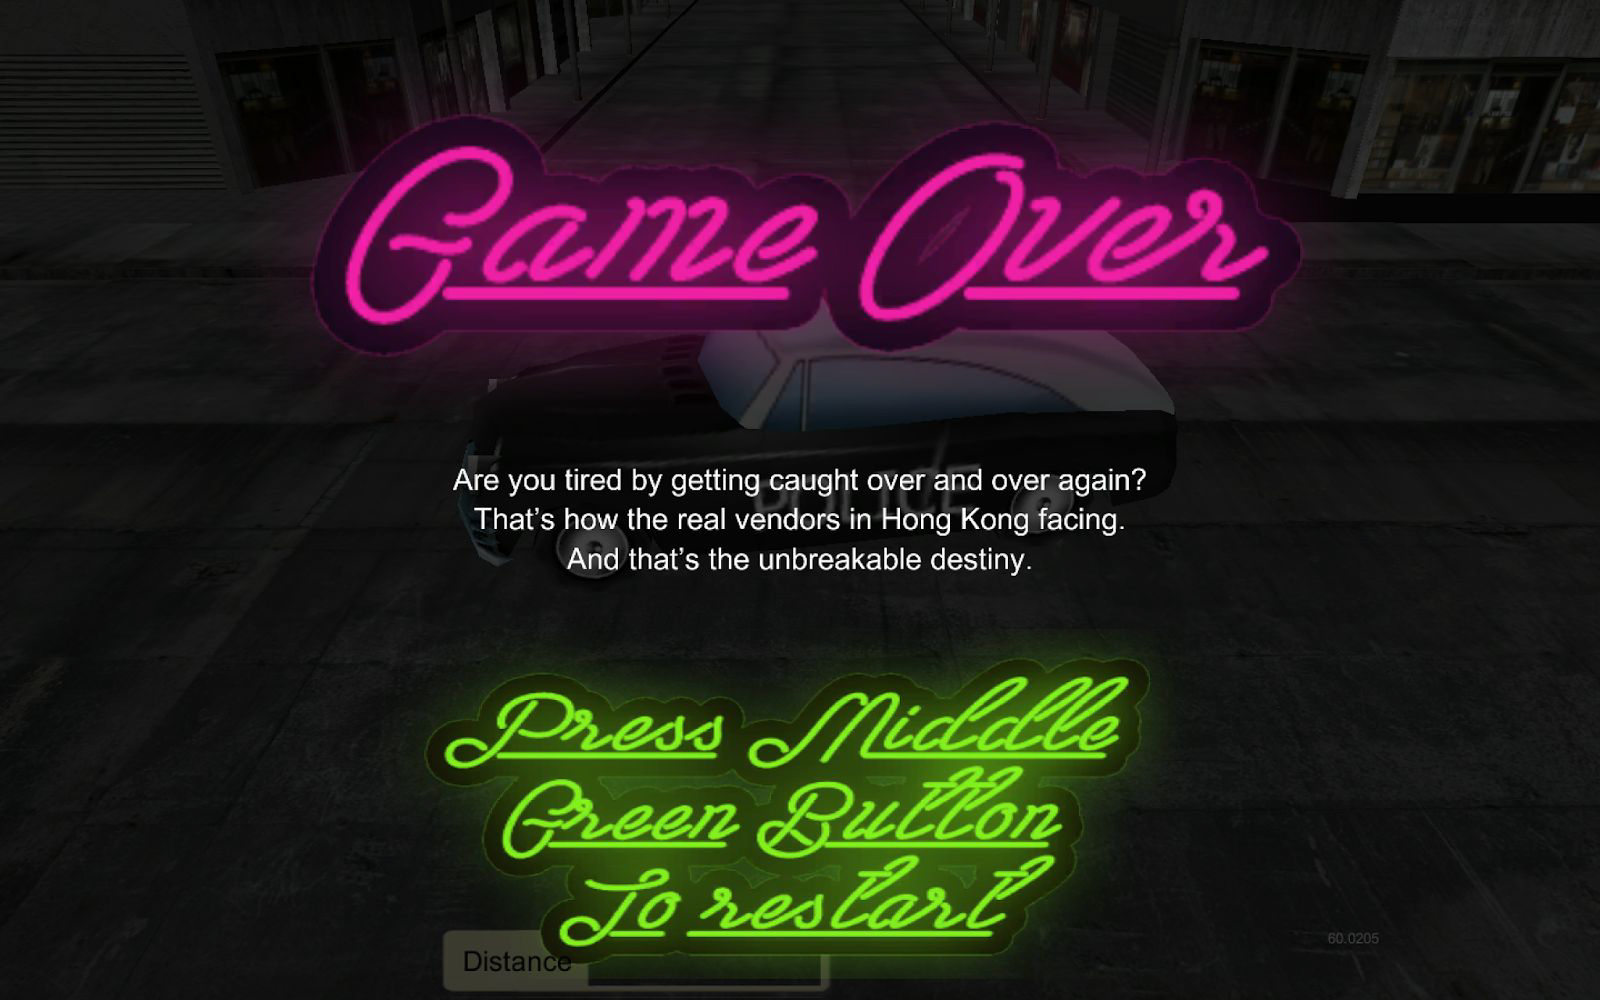 Game Over
Are you tired by getting caught over and over again?
That's how the real vendors in Hong Kong facing.
And that's the unbreakable destiny.
Press Middle
Green Button
To restart
60.0205
Distance